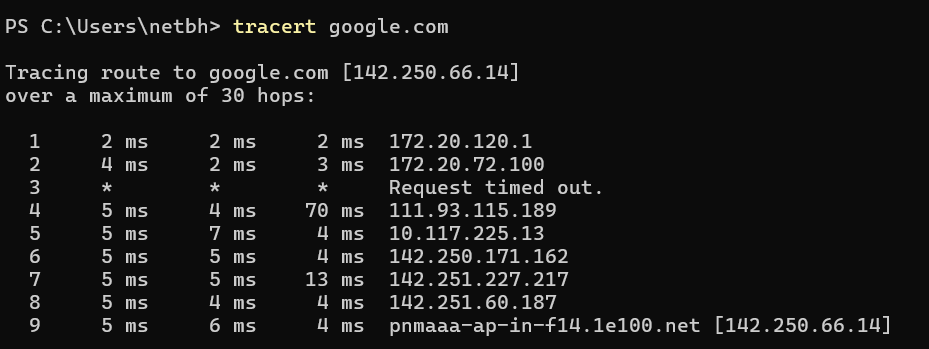 PS C:\Users\netbh> tracert google.com
Tracing route to google.com [142.250.66.14]
over a maximum of 30 hops:
1 2 ms 2 ms 2 ms 172.20.120.1
2 4 ms 2 ms 3 ms 172.20.72.100
3 * * * Request timed out.
4 5 ms 4 ms 70 ms 111.93.115.189
5 5 ms 7 ms 4 ms 10.117.225.13
6 5 ms 5 ms 4 ms 142.250.171.162
7 5 ms 5 ms 13 ms 142.251.227.217
8 5 ms 4 ms 4 ms 142.251.60.187
9 5 ms 6 ms 4 ms pnmaaa-ap-in-f14.1e100.net [142.250.66.14]